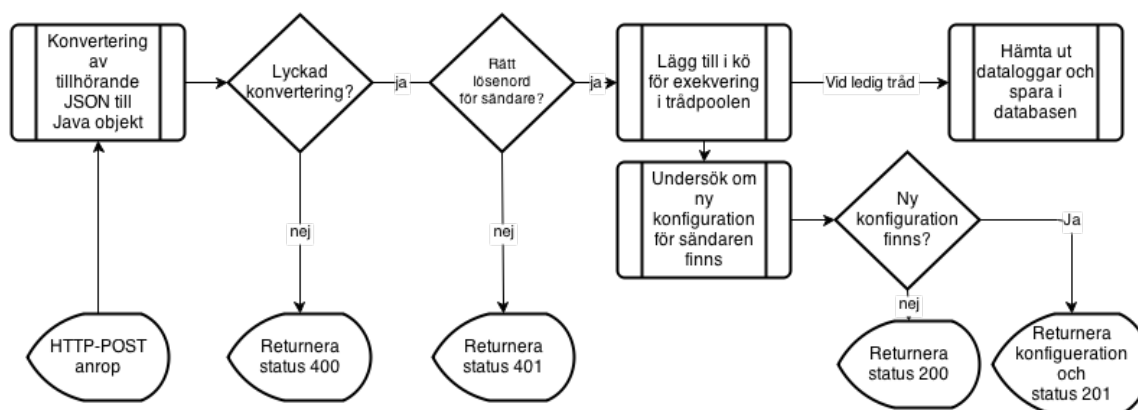 Konvertering
av
tillhörande
JSON till
Java objekt
Lyckad
konvertering?
ja
Rätt
lösenord
för sändare?
ja
Lägg till i kö
för exekvering
i trådpoolen
Vid ledig tråd
Hämta ut
dataloggar och
spara i
databasen
Undersök om
ny
konfiguration
för sändaren
finns
Ny
konfiguration
finns?
Ja
nej
nej
nej
HTTP-POST
anrop
Returnera
status 400
Returnera
status 401
Returnera
status 200
Returnera
konfigueration
och
status 201